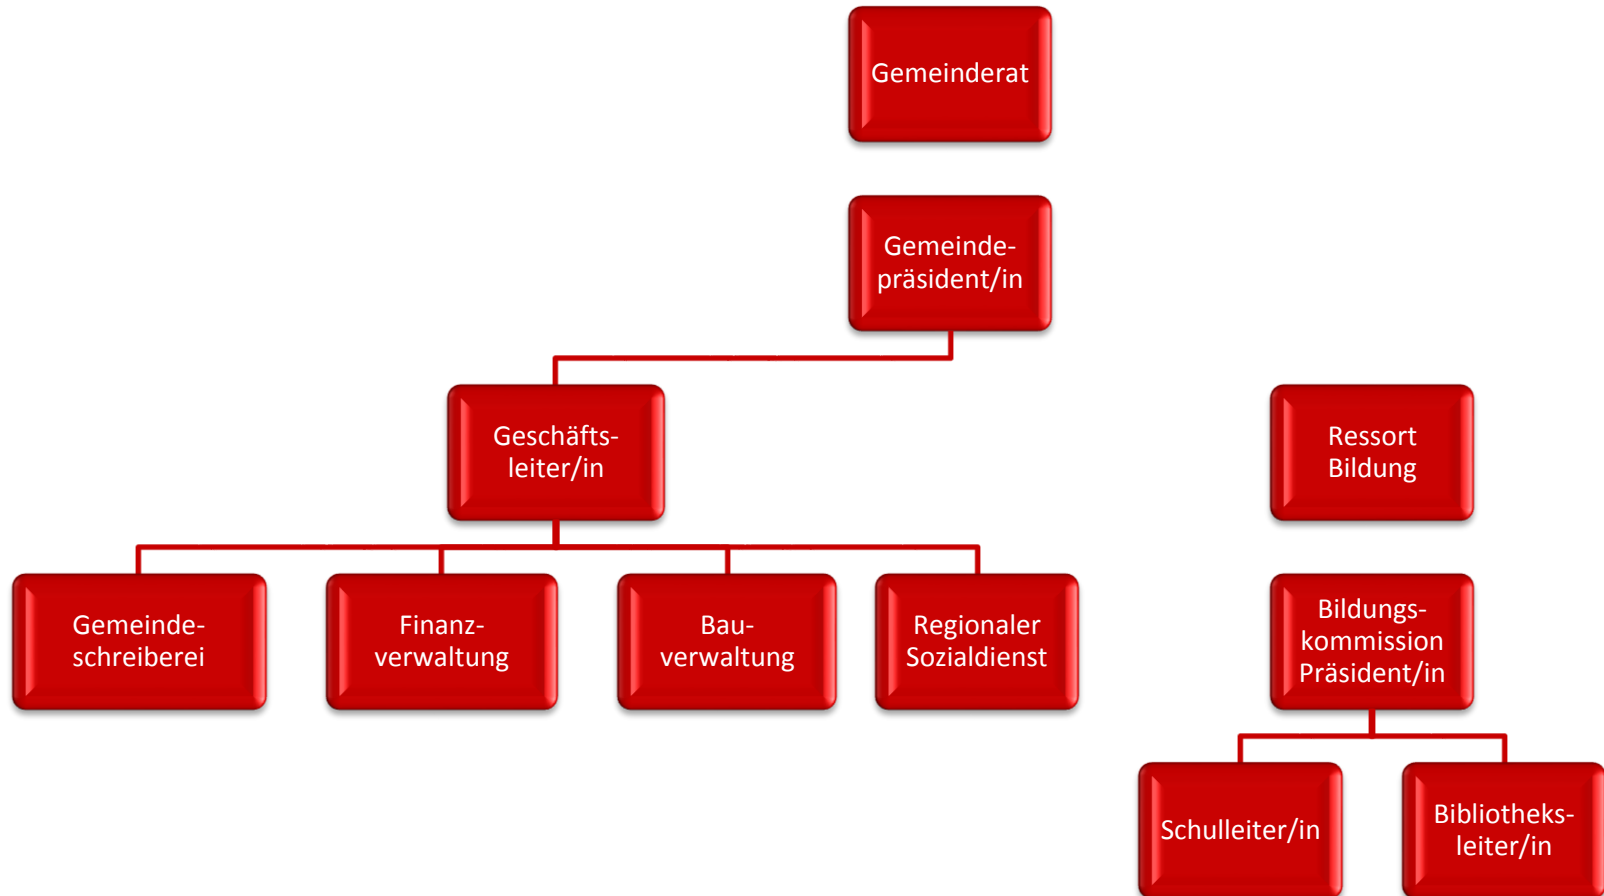 Gemeinderat
Gemeinde-
präsident/in
Geschäfts-
leiter/in
Ressort
Bildung
Gemeinde-
schreiberei
Finanz-
verwaltung
Bau-
verwaltung
Regionaler
Sozialdienst
Bildungs-
kommission
Präsident/in
Schulleiter/in
Bibliotheks-
leiter/in